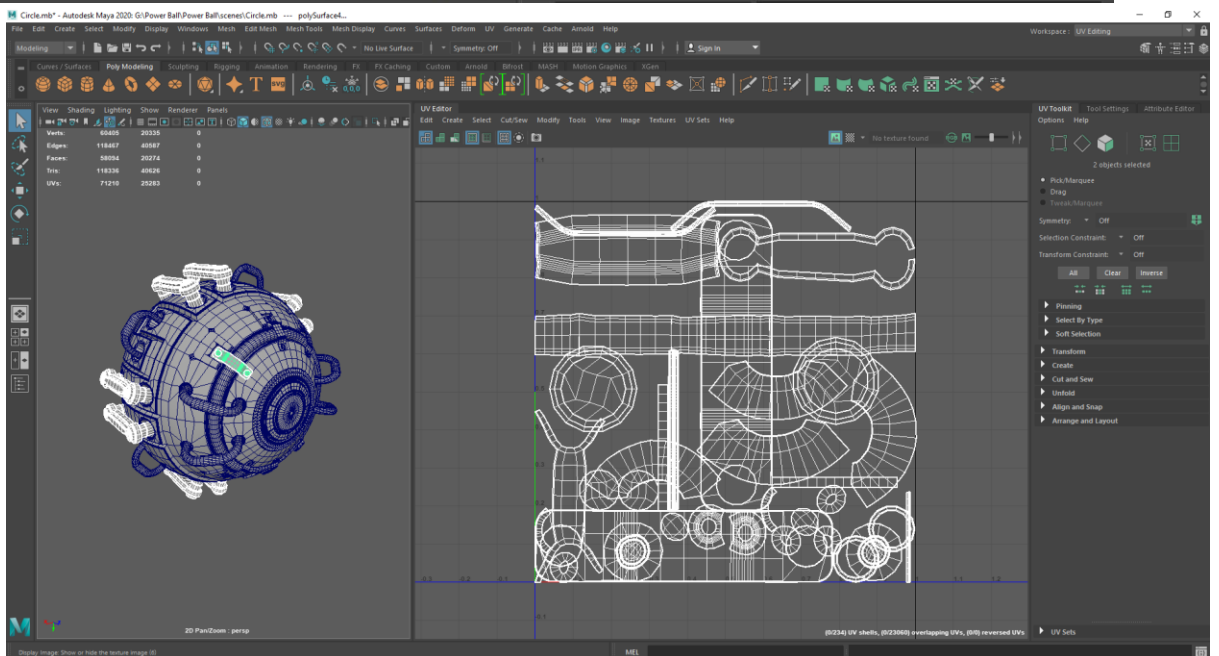 Circle.mb* - Autodesk Maya 2020: G:\Power Ball\Power Ball\scenes\Circle.mb --- polySurface4...
File Edit Create Select Modify Display Windows Mesh Edit Mesh Mesh Tools Mesh Display Curves Surfaces Deform UV Generate Cache Arnold Help
Workspace : UV Editing
Modeling No Live Surface Symmetry: Off Sign In
Curves / Surfaces Poly Modeling Sculpting Rigging Animation Rendering FX FX Caching Custom Arnold Bifrost MASH Motion Graphics XGen
View Shading Lighting Show Renderer Panels
Verts: 60405 20335 0
Edges: 118467 40587 0
Faces: 58094 20274 0
Tris: 118336 40626 0
UVs: 71210 25283 0
2D Pan/Zoom : persp
UV Editor
Edit Create Select Cut/Sew Modify Tools View Image Textures UV Sets Help
No texture found
(0/234) UV shells, (0/23060) overlapping UVs, (0/0) reversed UVs
UV Toolkit Tool Settings Attribute Editor
Options Help
2 objects selected
Pick/Marquee
Drag
Tweak/Marquee
Symmetry: Off
Selection Constraint: Off
Transform Constraint: Off
All Clear Inverse
Pinning
Select By Type
Soft Selection
Transform
Create
Cut and Sew
Unfold
Align and Snap
Arrange and Layout
UV Sets
Display Image: Show or hide the texture image (8)
MEL